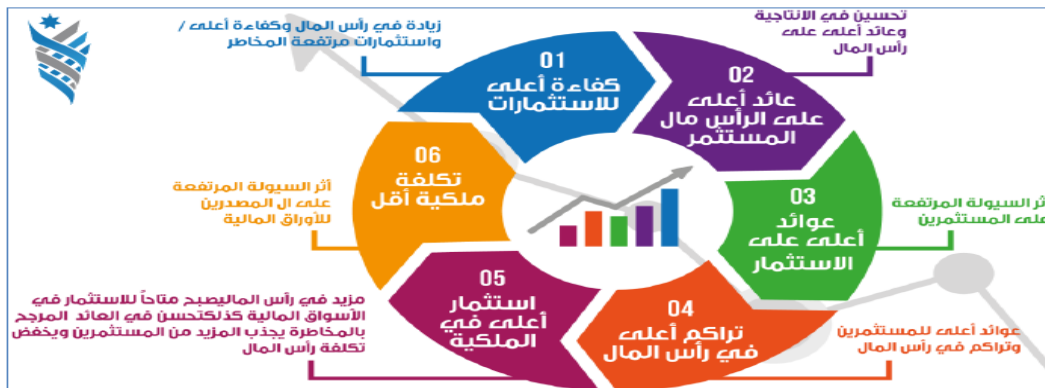 زيادة في رأس المال وكفاءة أعلى /
واستثمارات مرتفعة المخاطر
01
كفاءة أعلى
للاستثمارات
تحسين في الانتاجية
وعائد أعلى على
رأس المال
02
عائد أعلى
على الرأس مال
المستثمر
ثر السيولة المرتفعة
على المستثمرين
03
عوائد
أعلى على
الاستثمار
عوائد أعلى للمستثمرين
وتراكم في رأس المال
04
تراكم أعلى
في رأس المال
مزيد في رأس الماليصبح متاحاً للاستثمار في
الأسواق المالية كذلكتحسن في العائد المرجح
بالمخاطرة يجذب المزيد من المستثمرين ويخفض
تكلفة رأس المال
05
استثمار
أعلى في
الملكية
أثر السيولة المرتفعة
على ال المصدرين
للأوراق المالية
06
تكلفة
ملكية أقل